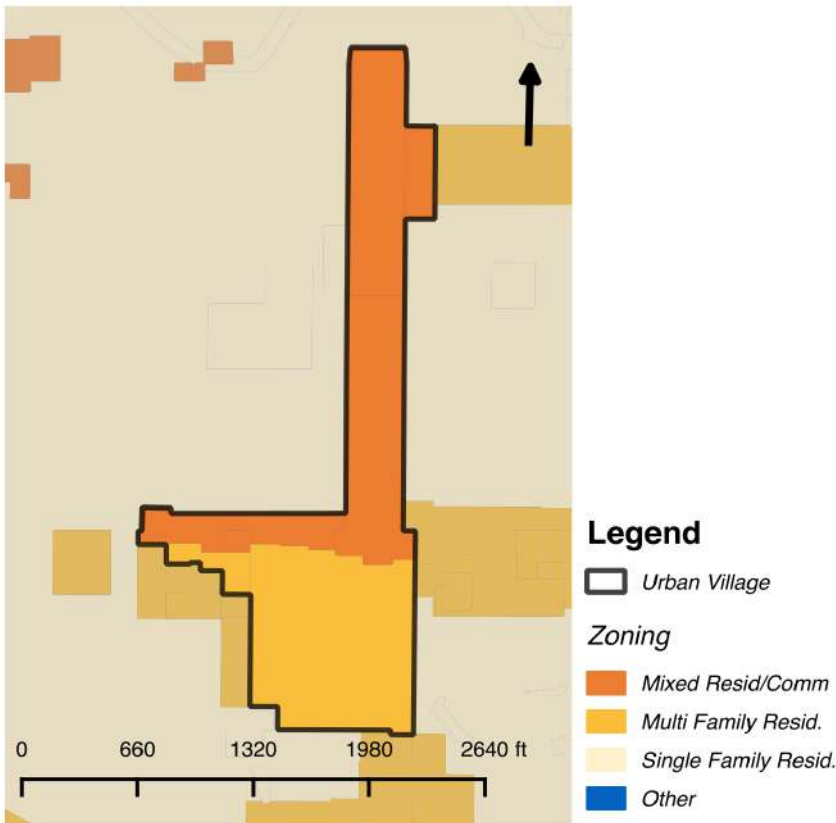 Legend
Urban Village
Zoning
Mixed Resid/Comm
Multi Family Resid.
Single Family Resid.
Other
0 660 1320 1980 2640 ft